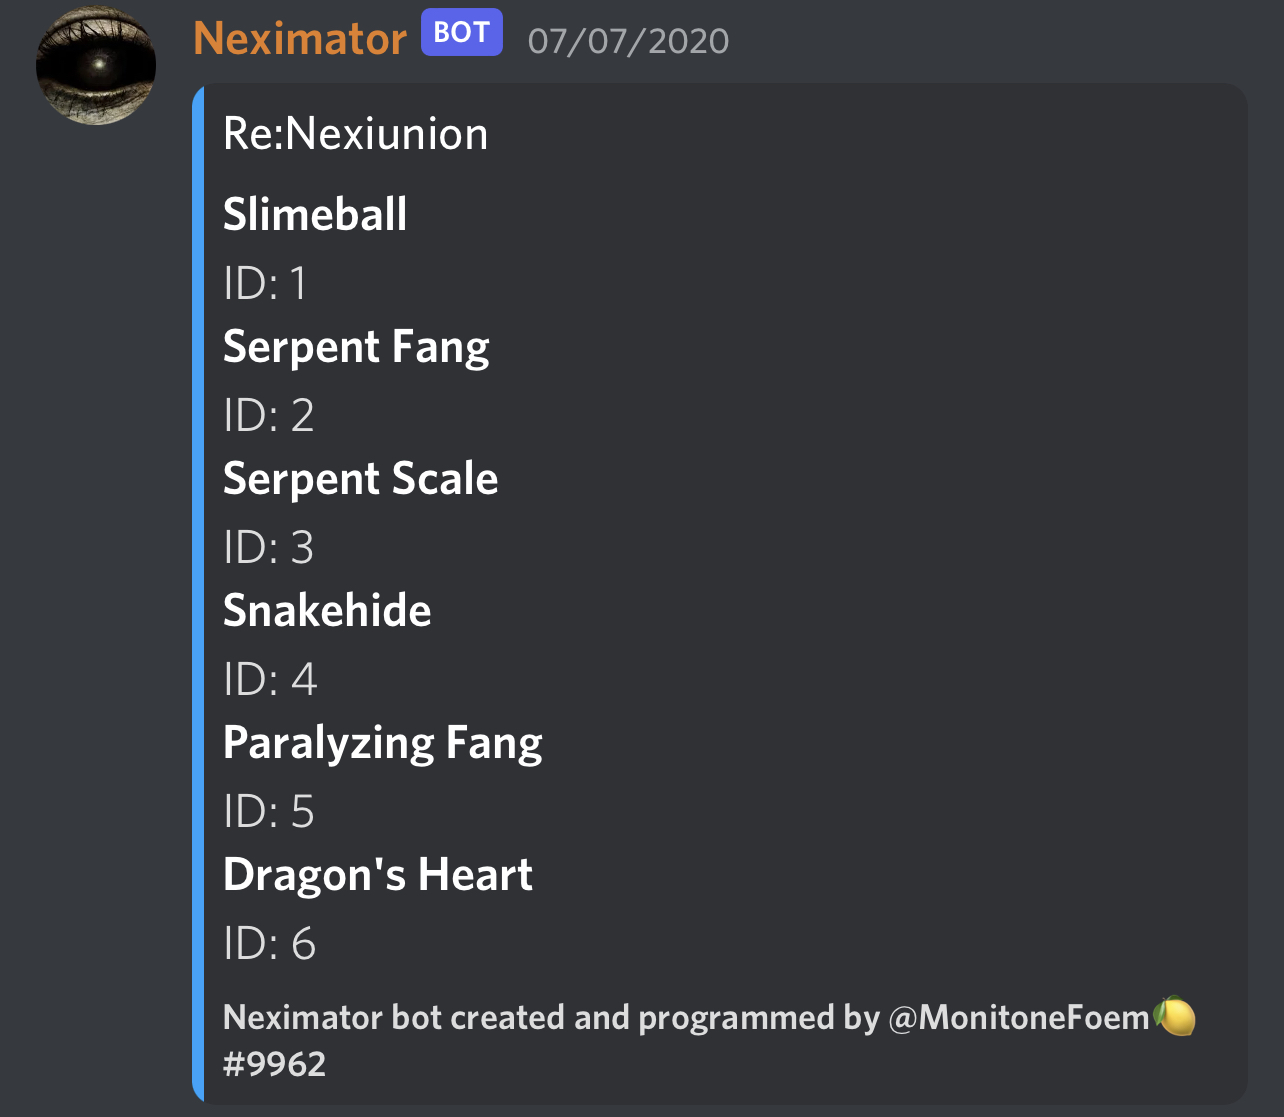 Neximator BOT 07/07/2020
Re:Nexiunion
Slimeball
ID: 1
Serpent Fang
ID: 2
Serpent Scale
ID: 3
Snakehide
ID: 4
Paralyzing Fang
ID: 5
Dragon's Heart
ID: 6
Neximator bot created and programmed by @MonitoneFoem🍋
#9962